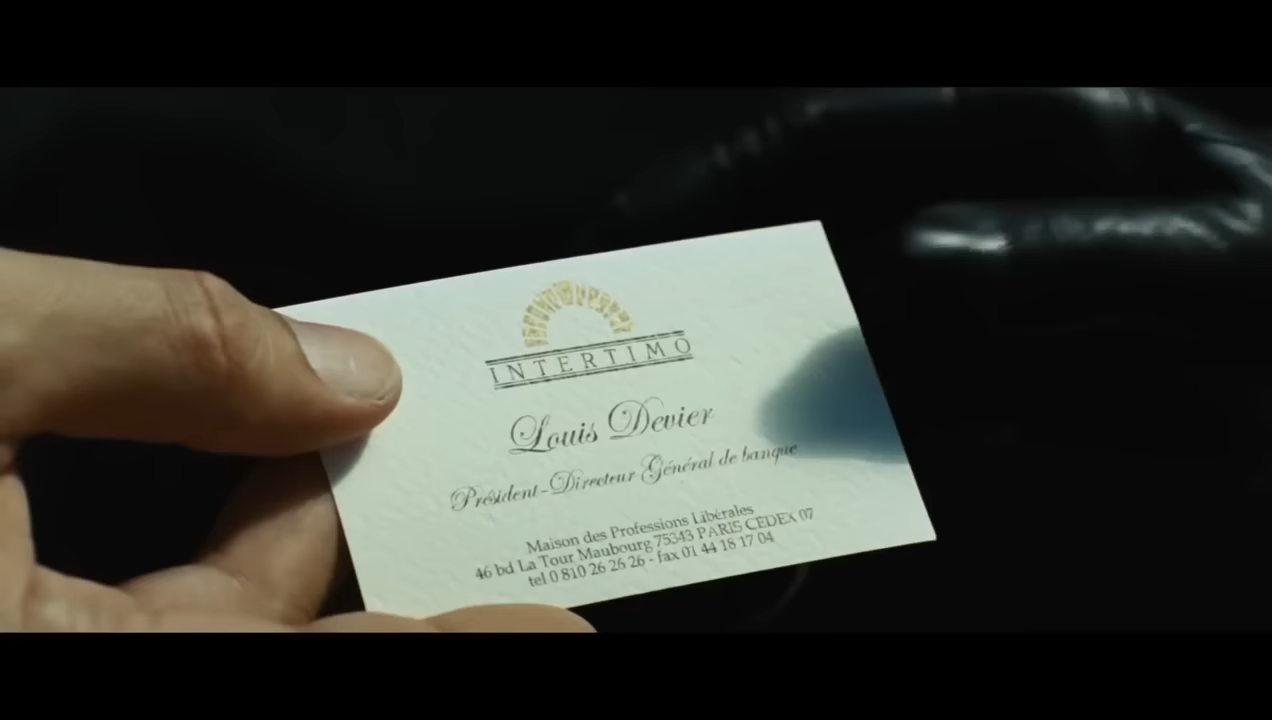 INTERTIMO
Louis Devier
Président-Directeur Général de banque
Maison des Professions Libérales
46 bd La Tour Maubourg 75343 PARIS CEDEX 07
tel 0 810 26 26 26 - fax 01 44 18 17 04